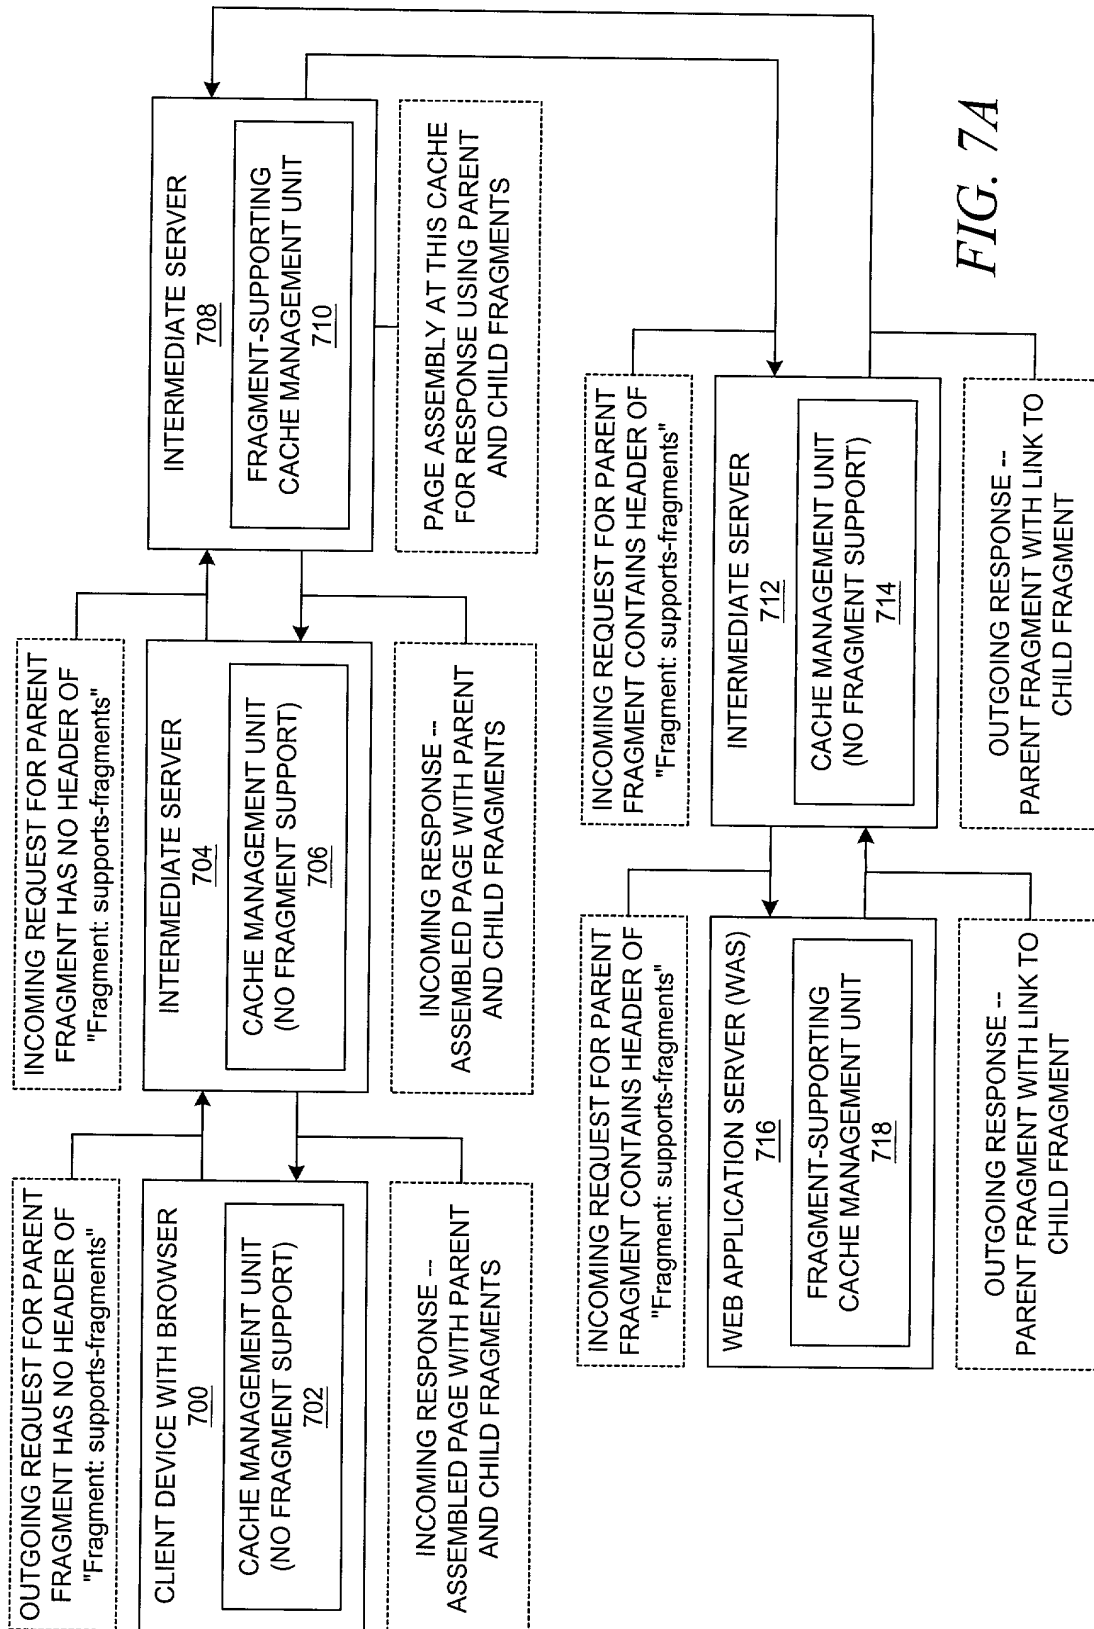 OUTGOING REQUEST FOR PARENT
FRAGMENT HAS NO HEADER OF
"Fragment: supports-fragments"
CLIENT DEVICE WITH BROWSER
700
CACHE MANAGEMENT UNIT
(NO FRAGMENT SUPPORT)
702
INCOMING RESPONSE --
ASSEMBLED PAGE WITH PARENT
AND CHILD FRAGMENTS
INCOMING REQUEST FOR PARENT
FRAGMENT HAS NO HEADER OF
"Fragment: supports-fragments"
INTERMEDIATE SERVER
704
CACHE MANAGEMENT UNIT
(NO FRAGMENT SUPPORT)
706
INCOMING RESPONSE --
ASSEMBLED PAGE WITH PARENT
AND CHILD FRAGMENTS
INTERMEDIATE SERVER
708
FRAGMENT-SUPPORTING
CACHE MANAGEMENT UNIT
710
PAGE ASSEMBLY AT THIS CACHE
FOR RESPONSE USING PARENT
AND CHILD FRAGMENTS
INCOMING REQUEST FOR PARENT
FRAGMENT CONTAINS HEADER OF
"Fragment: supports-fragments"
WEB APPLICATION SERVER (WAS)
716
FRAGMENT-SUPPORTING
CACHE MANAGEMENT UNIT
718
OUTGOING RESPONSE --
PARENT FRAGMENT WITH LINK TO
CHILD FRAGMENT
INCOMING REQUEST FOR PARENT
FRAGMENT CONTAINS HEADER OF
"Fragment: supports-fragments"
INTERMEDIATE SERVER
712
CACHE MANAGEMENT UNIT
(NO FRAGMENT SUPPORT)
714
OUTGOING RESPONSE --
PARENT FRAGMENT WITH LINK TO
CHILD FRAGMENT
FIG. 7A